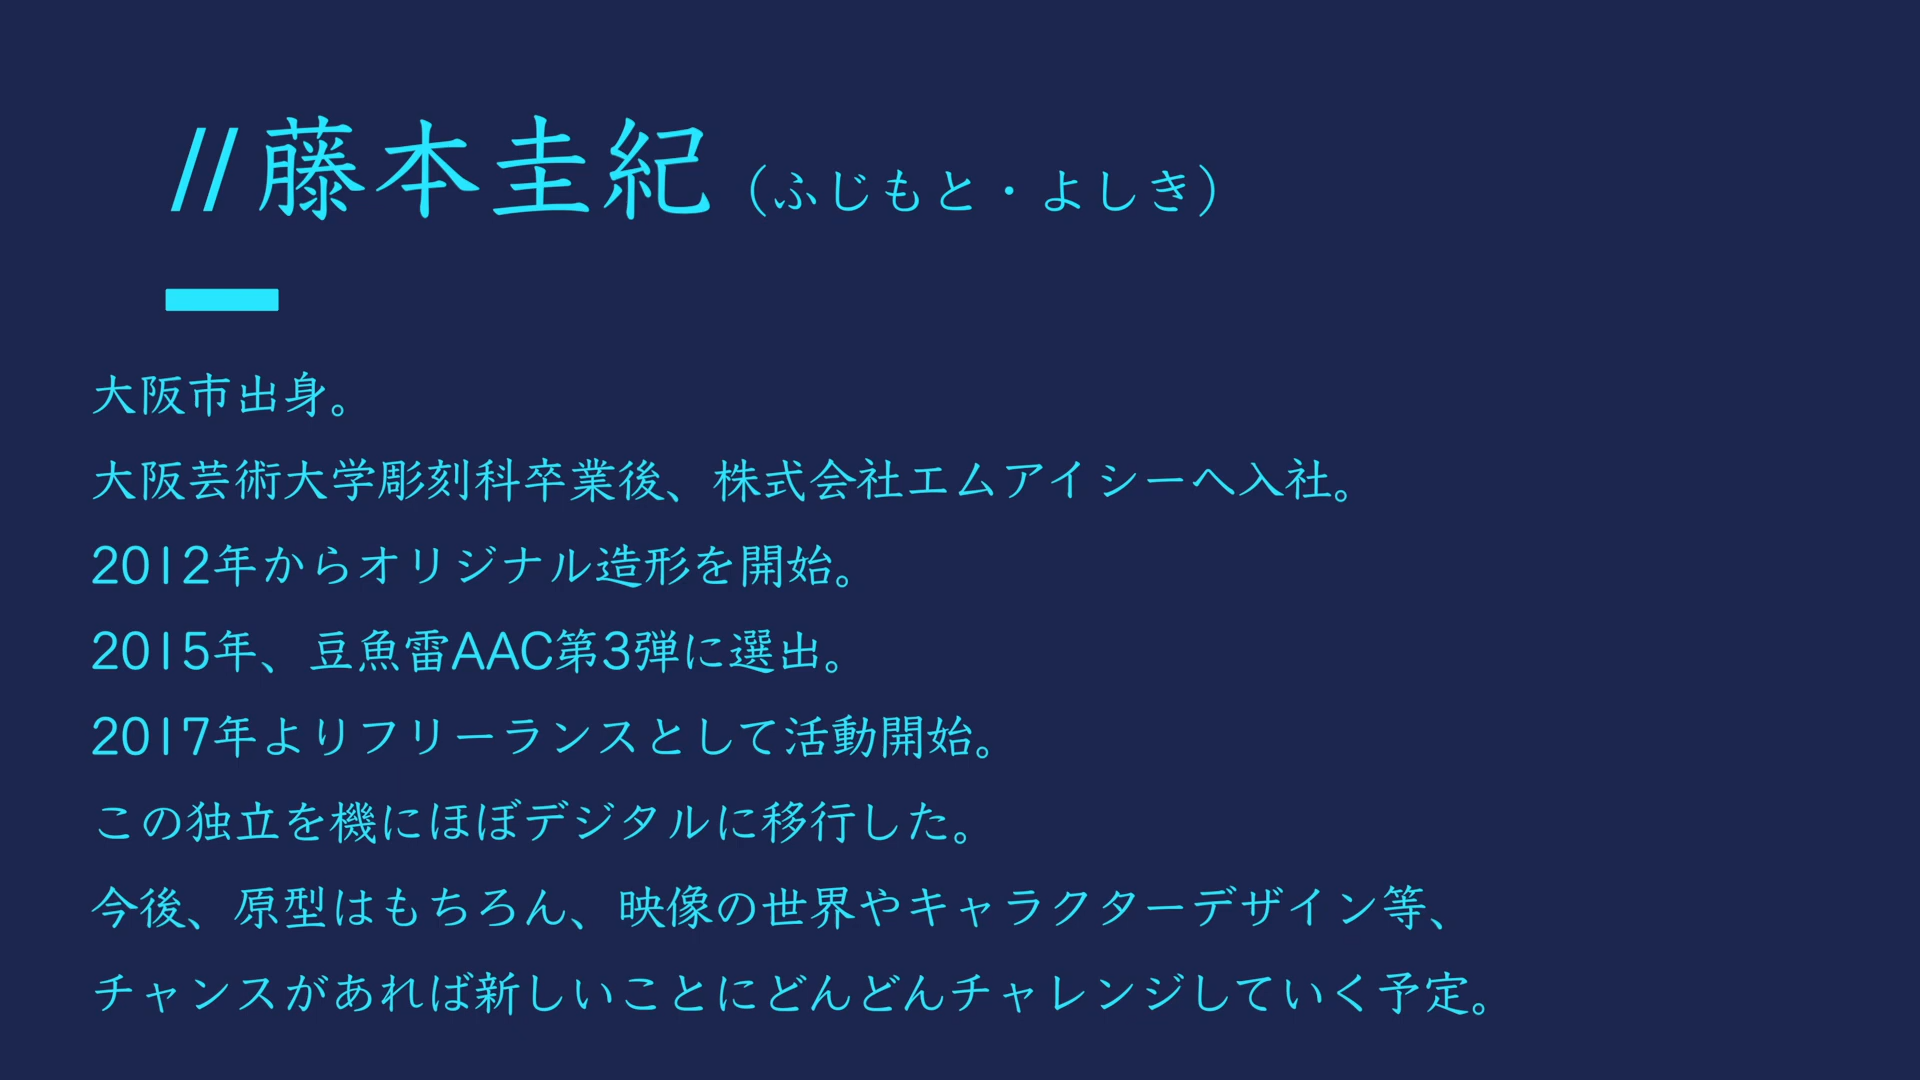 //藤本圭紀（ふじもと・よしき）
大阪市出身。
大阪芸術大学彫刻科卒業後、株式会社エムアイシーへ入社。
2012年からオリジナル造形を開始。
2015年、豆魚雷AAC第3弾に選出。
2017年よりフリーランスとして活動開始。
この独立を機にほぼデジタルに移行した。
今後、原型はもちろん、映像の世界やキャラクターデザイン等、
チャンスがあれば新しいことにどんどんチャレンジしていく予定。